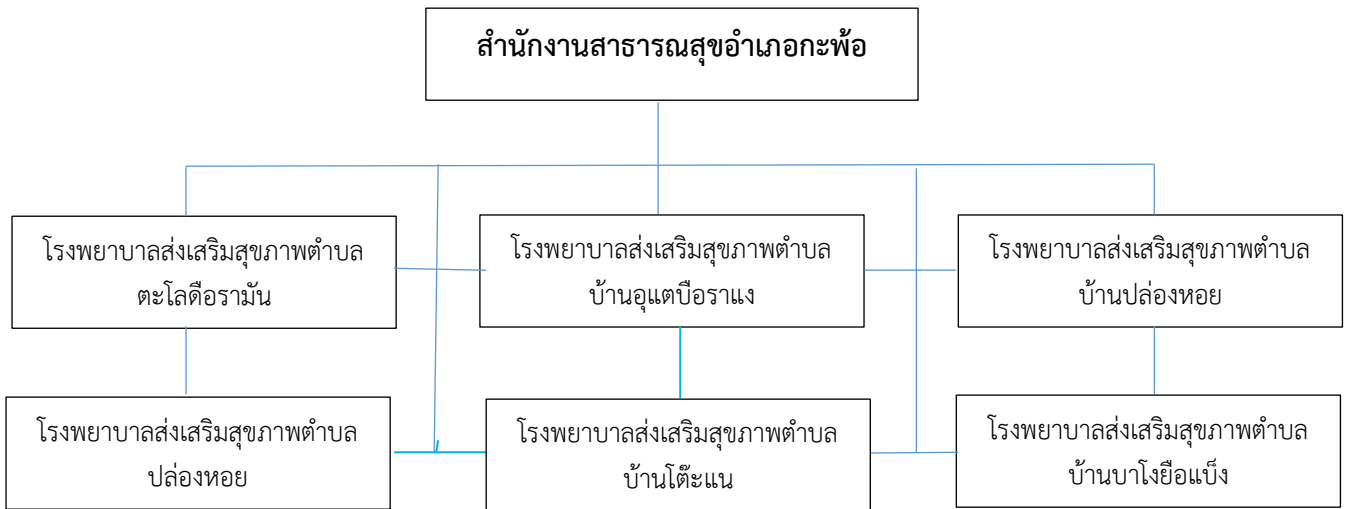 สำนักงานสาธารณสุขอำเภอกะพ้อ
โรงพยาบาลส่งเสริมสุขภาพตำบล
ตะโลดือรามัน
โรงพยาบาลส่งเสริมสุขภาพตำบล
บ้านอุแตบือราแง
โรงพยาบาลส่งเสริมสุขภาพตำบล
บ้านปล่องหอย
โรงพยาบาลส่งเสริมสุขภาพตำบล
ปล่องหอย
โรงพยาบาลส่งเสริมสุขภาพตำบล
บ้านโต๊ะแน
โรงพยาบาลส่งเสริมสุขภาพตำบล
บ้านบาโงยือแบ็ง